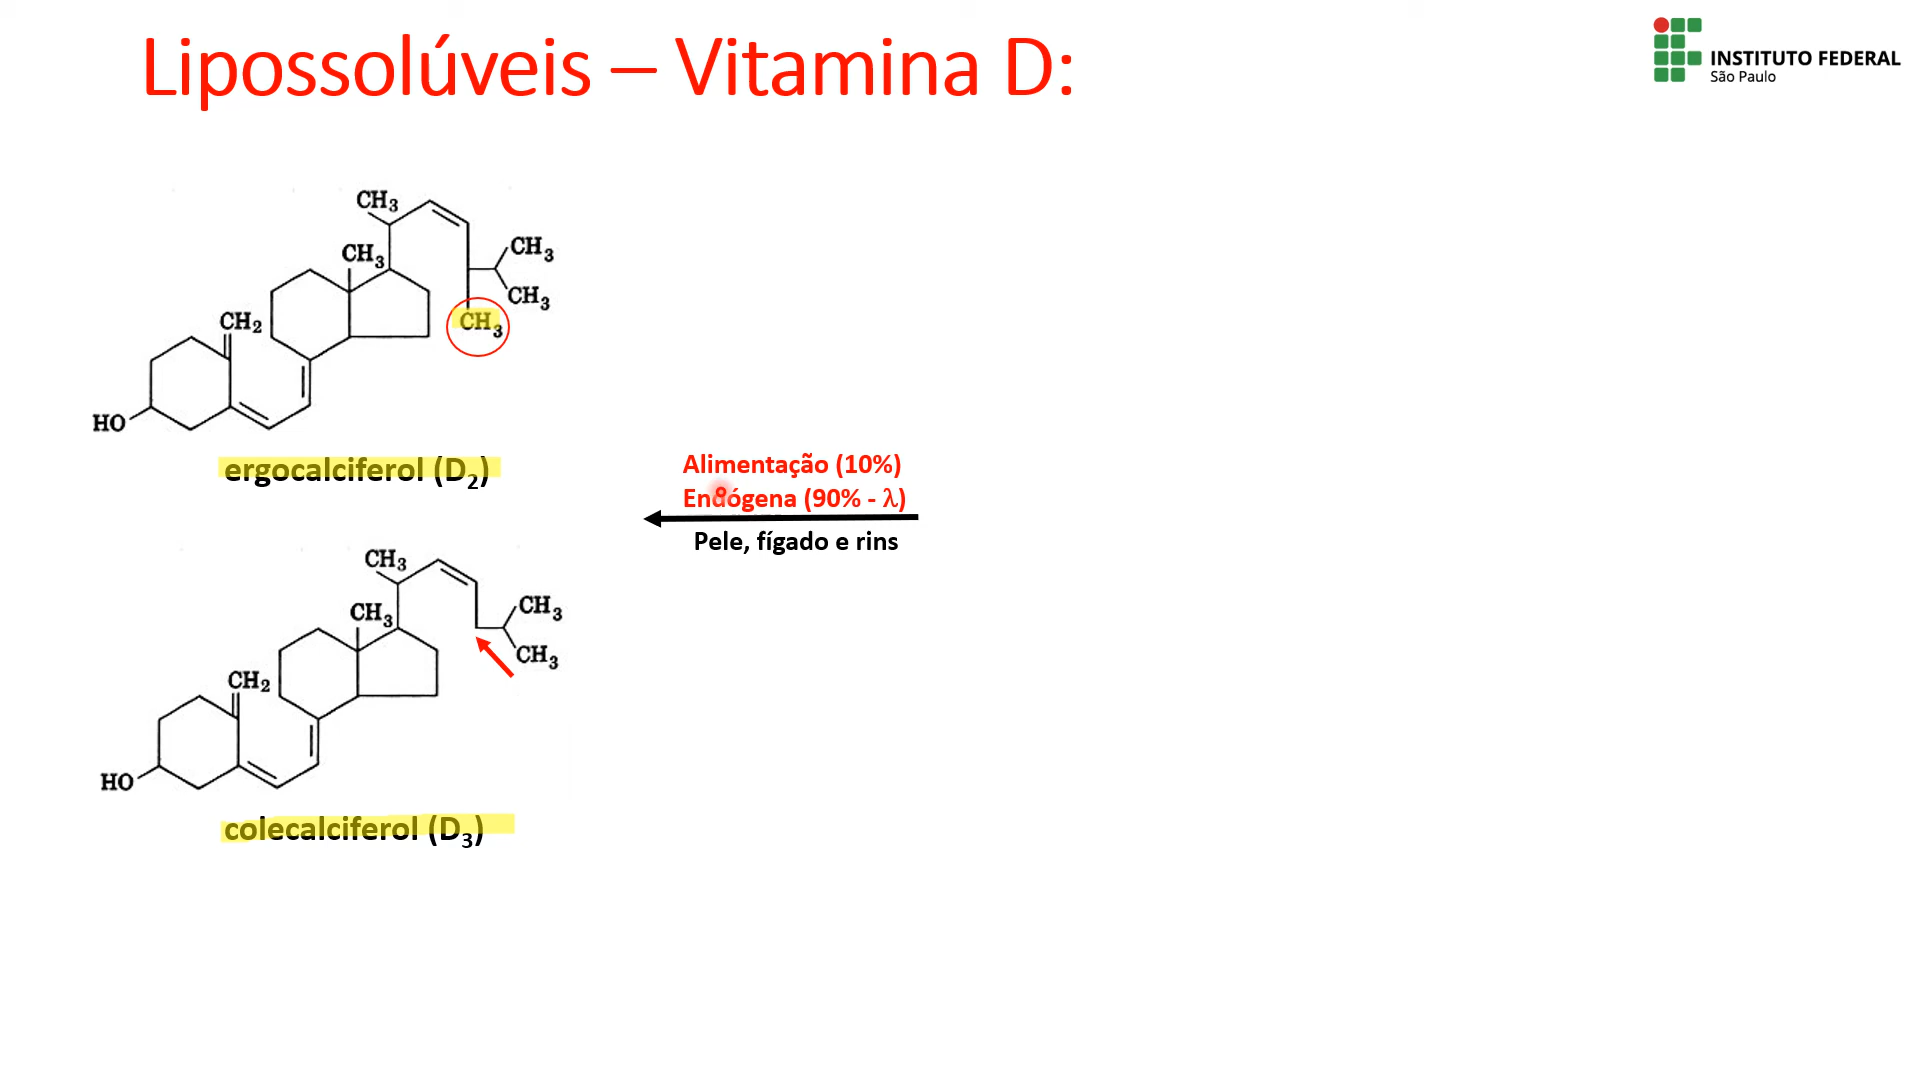 Lipossolúveis – Vitamina D:
INSTITUTO FEDERAL
São Paulo
CH₃
CH₃
CH₃
CH₃
CH₂
CH₃
HO
ergocalciferol (D₂)
Alimentação (10%)
Endógena (90% - λ)
Pele, fígado e rins
CH₃
CH₃
CH₃
CH₃
CH₂
HO
colecalciferol (D₃)